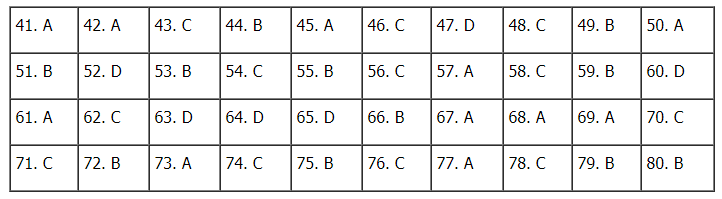 41. A 42. A 43. C 44. B 45. A 46. C 47. D 48. C 49. B 50. A
51. B 52. D 53. B 54. C 55. B 56. C 57. A 58. C 59. B 60. D
61. A 62. C 63. D 64. D 65. D 66. B 67. A 68. A 69. A 70. C
71. C 72. B 73. A 74. C 75. B 76. C 77. A 78. C 79. B 80. B